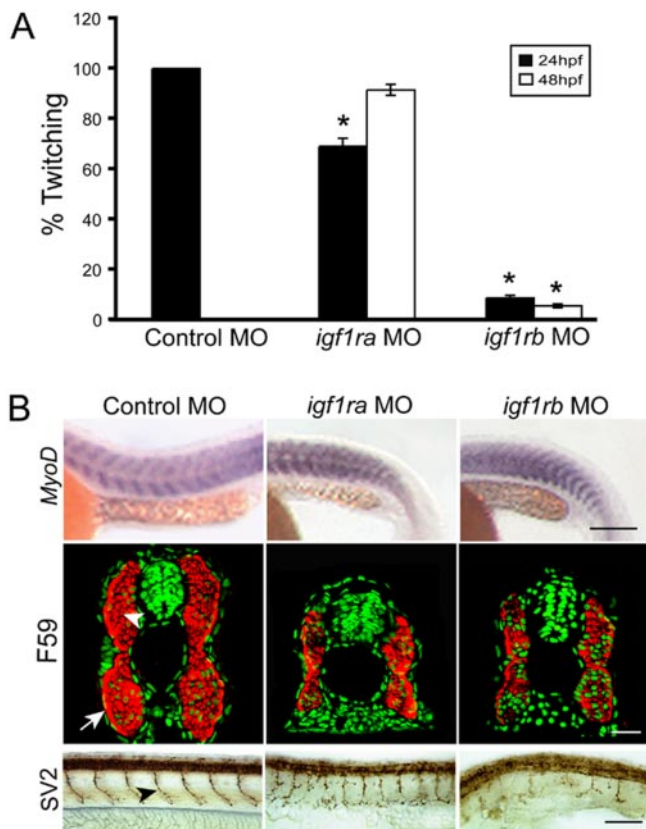 A
% Twitching
120
100
80
60
40
20
0
24hpf
48hpf
*
* *
Control MO igf1ra MO igf1rb MO
B
Control MO igf1ra MO igf1rb MO
MyoD
F59
SV2